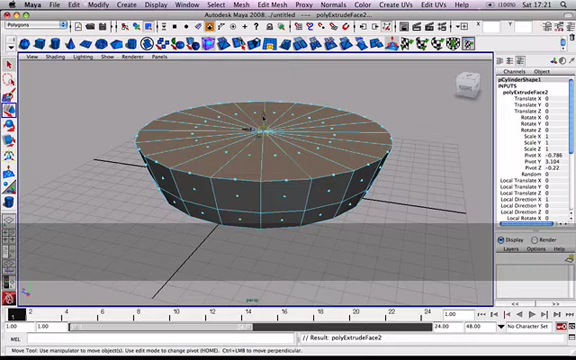 Maya File Edit Modify Create Display Window Assets Select Mesh Edit Mesh Proxy Normals Color Create UVs Edit UVs Help Sat 17:21
Autodesk Maya 2008: ./untitled --- polyExtrudeFace2...
Polygons
View Shading Lighting Show Renderer Panels
Channels Object
pCylinderShape1
INPUTS
polyExtrudeFace2
Translate X 0
Translate Y 0
Translate Z 0
Rotate X 0
Rotate Y 0
Rotate Z 0
Scale X 1
Scale Y 1
Scale Z 1
Pivot X -0.786
Pivot Y 3.104
Pivot Z -0.22
Random 0
Local Translate X 0
Local Translate Y 0
Local Translate Z 0
Local Direction X 1
Local Direction Y 0
Local Direction Z 0
Local Rotate X 0
Display Render
Layers Options Help
persp
1 2 4 6 8 10 12 14 16 18 20 22 24 1.00
1.00 1.00 24.00 48.00 No Character Set
MEL // Result: polyExtrudeFace2
Move Tool: Use manipulator to move object(s). Use edit mode to change pivot (HOME). Ctrl+LMB to move perpendicular.